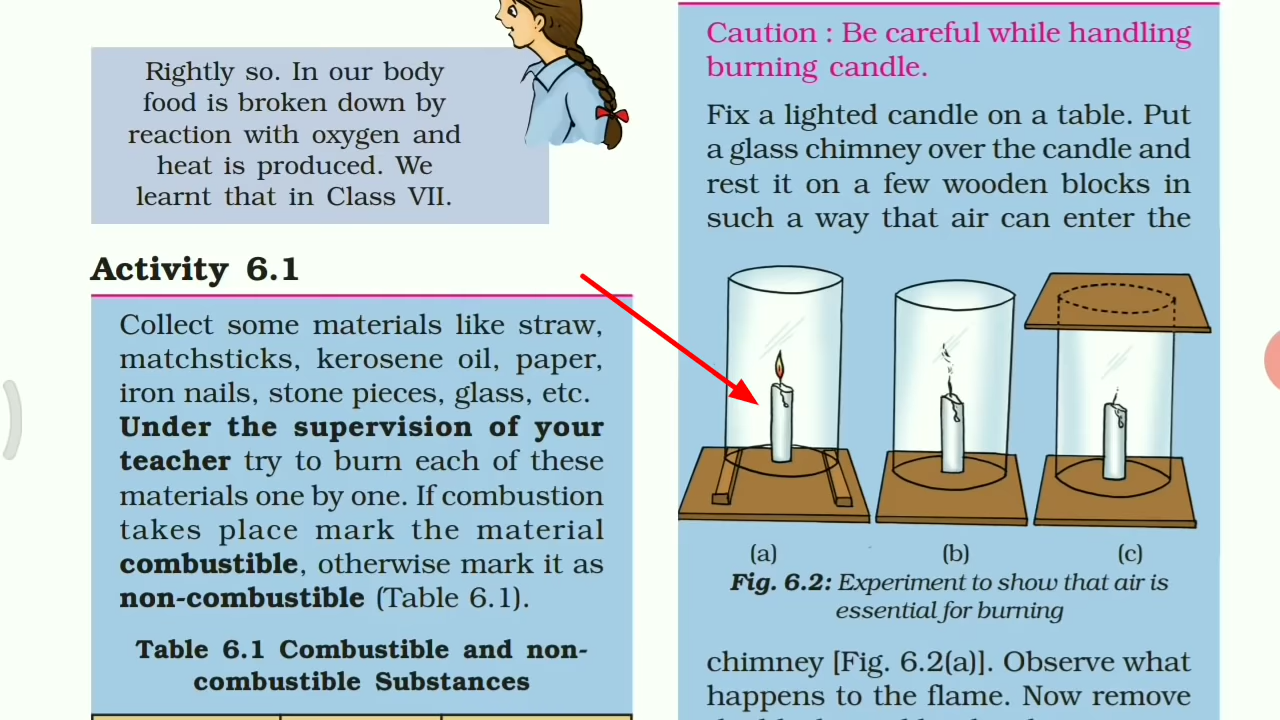 Rightly so. In our body
food is broken down by
reaction with oxygen and
heat is produced. We
learnt that in Class VII.
Activity 6.1
Collect some materials like straw,
matchsticks, kerosene oil, paper,
iron nails, stone pieces, glass, etc.
Under the supervision of your
teacher try to burn each of these
materials one by one. If combustion
takes place mark the material
combustible, otherwise mark it as
non-combustible (Table 6.1).
Table 6.1 Combustible and non-
combustible Substances
Caution : Be careful while handling
burning candle.
Fix a lighted candle on a table. Put
a glass chimney over the candle and
rest it on a few wooden blocks in
such a way that air can enter the
(a) (b) (c)
Fig. 6.2: Experiment to show that air is
essential for burning
chimney [Fig. 6.2(a)]. Observe what
happens to the flame. Now remove